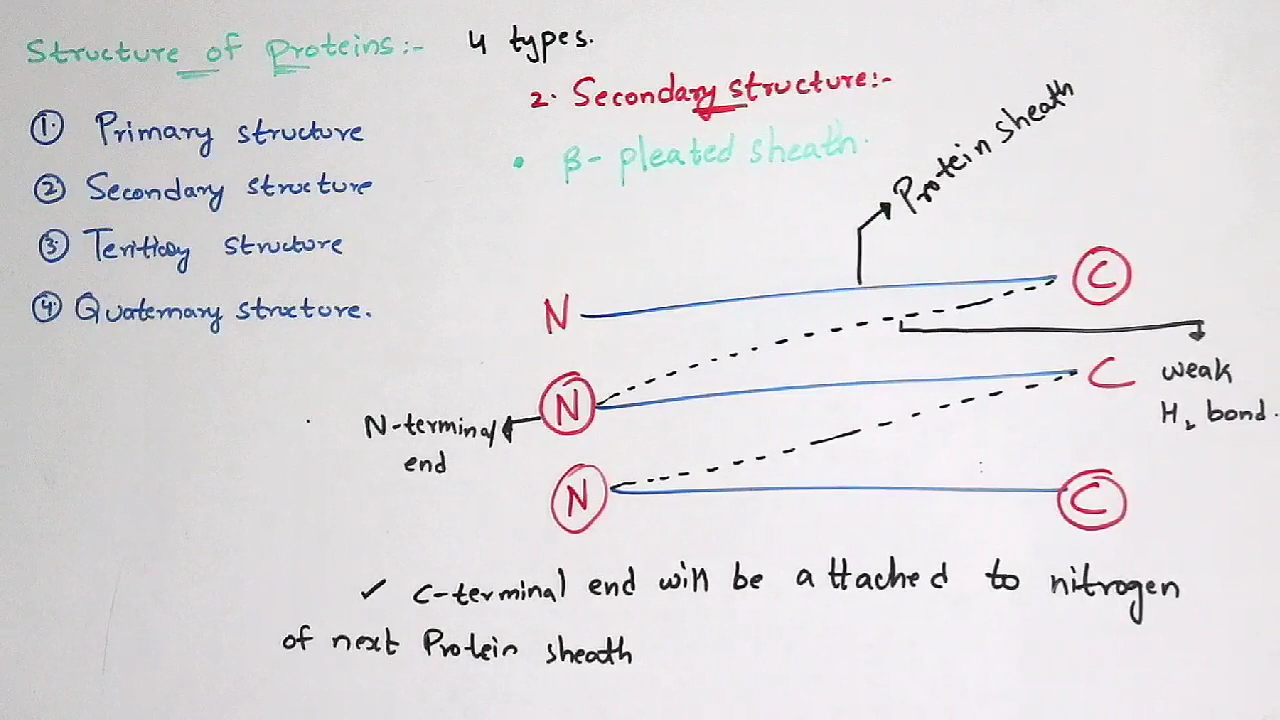 Structure of Proteins:- 4 types.
① Primary structure
② Secondary structure
③ Teriticoy structure
④ Quaternary structure.
2. Secondary structure:-
• β- pleated sheath.
Protein sheath
N C
weak
H₂ bond.
N C
N-terminal
end
N C
✓ C-terminal end will be attached to nitrogen
of next Protein sheath